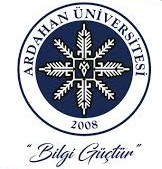 ARDAHAN ÜNİVERSİTESİ
2008
“Bilgi Güçtür”